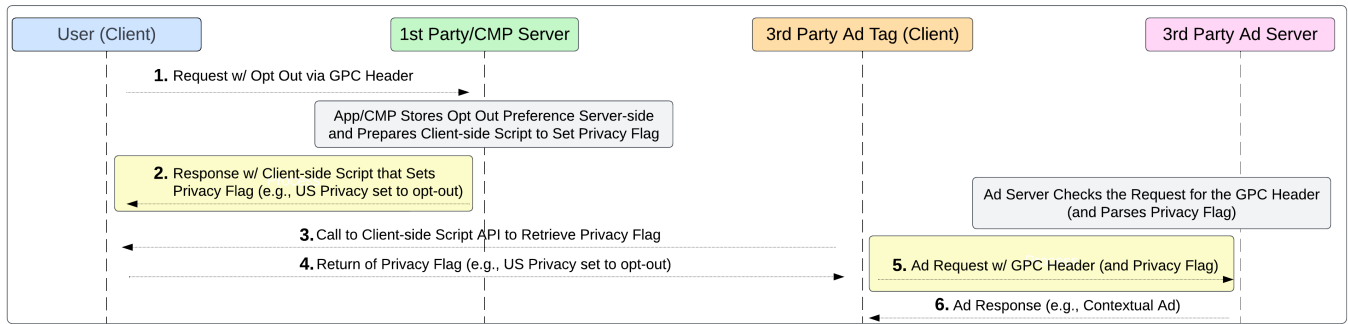 User (Client)
1st Party/CMP Server
3rd Party Ad Tag (Client)
3rd Party Ad Server
1. Request w/ Opt Out via GPC Header
App/CMP Stores Opt Out Preference Server-side
and Prepares Client-side Script to Set Privacy Flag
2. Response w/ Client-side Script that Sets
Privacy Flag (e.g., US Privacy set to opt-out)
Ad Server Checks the Request for the GPC Header
(and Parses Privacy Flag)
3. Call to Client-side Script API to Retrieve Privacy Flag
4. Return of Privacy Flag (e.g., US Privacy set to opt-out)
5. Ad Request w/ GPC Header (and Privacy Flag)
6. Ad Response (e.g., Contextual Ad)